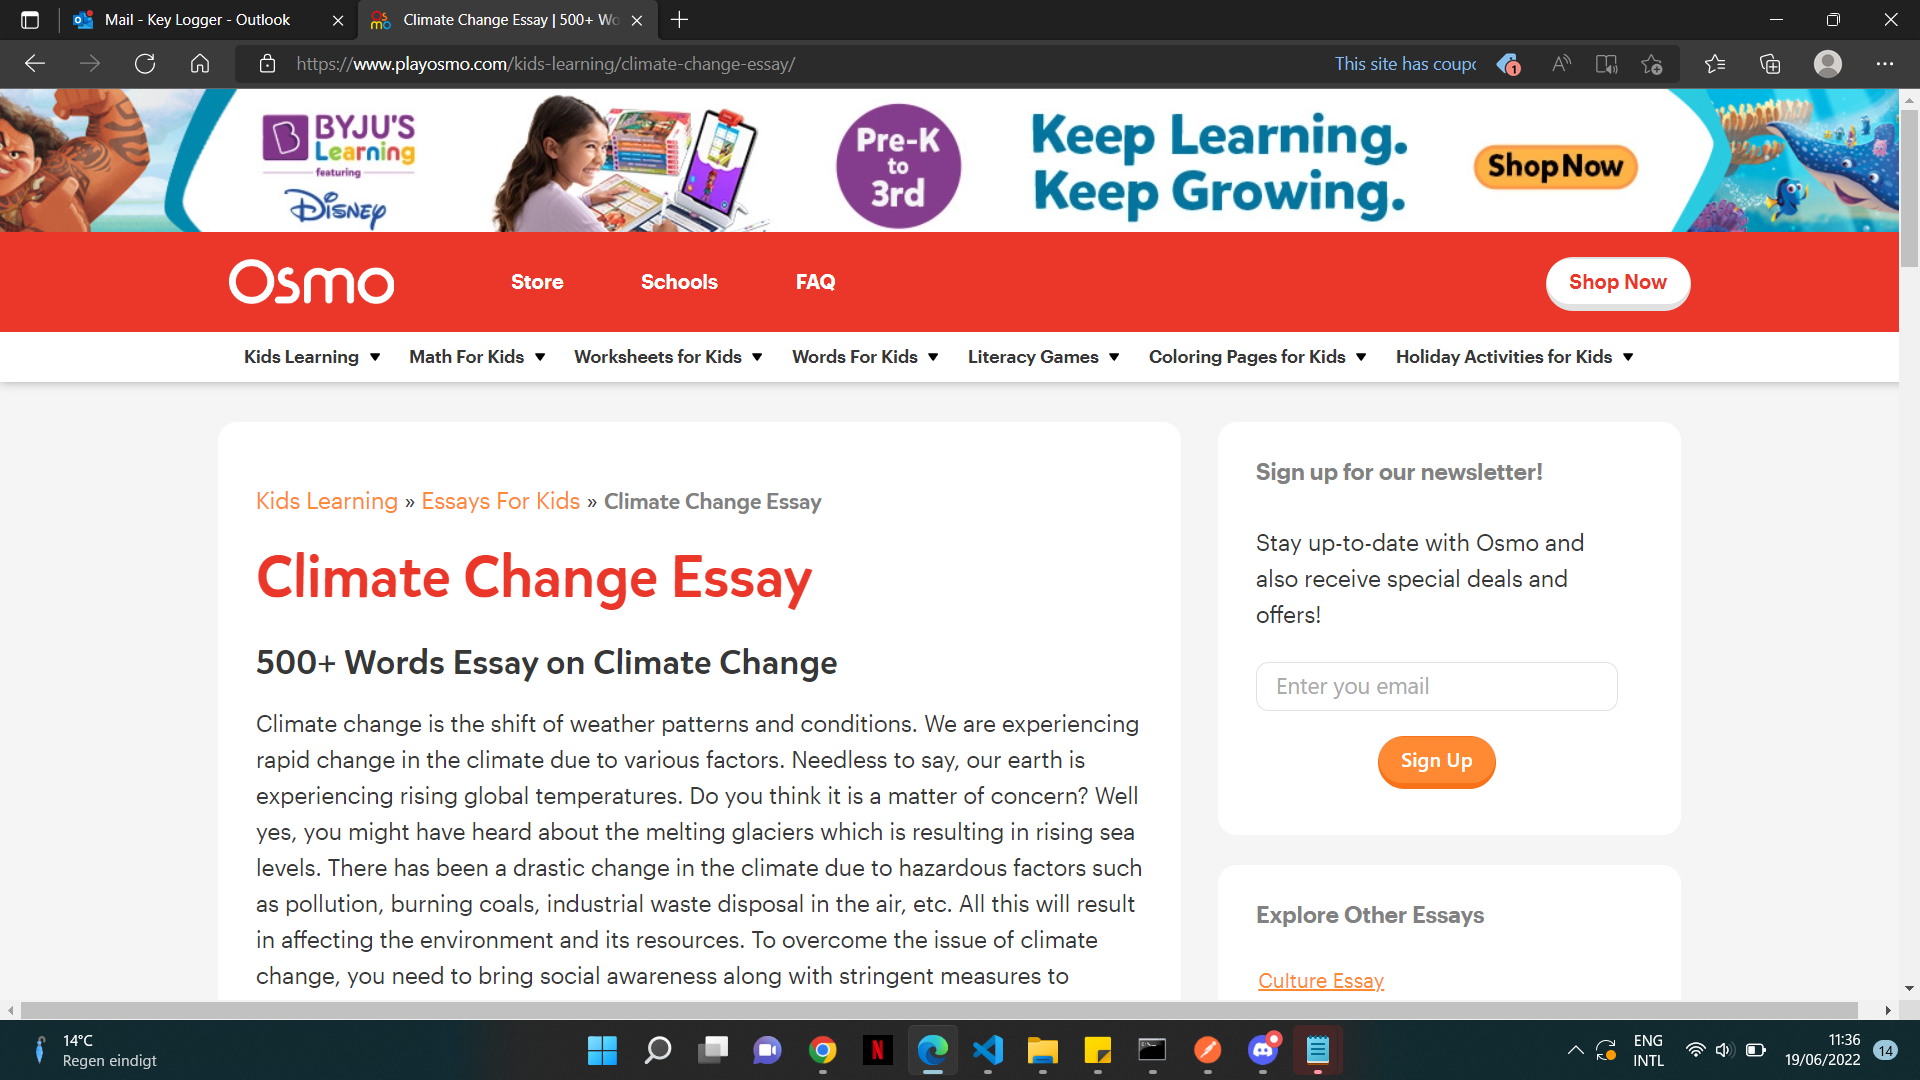 Mail - Key Logger - Outlook
Climate Change Essay | 500+ Wo
https://www.playosmo.com/kids-learning/climate-change-essay/
This site has coupc
1
BYJU'S
Learning
featuring
Disney
Pre-K
to
3rd
Keep Learning.
Keep Growing.
Shop Now
Osmo
Store
Schools
FAQ
Shop Now
Kids Learning
Math For Kids
Worksheets for Kids
Words For Kids
Literacy Games
Coloring Pages for Kids
Holiday Activities for Kids
Kids Learning » Essays For Kids » Climate Change Essay
Climate Change Essay
500+ Words Essay on Climate Change
Climate change is the shift of weather patterns and conditions. We are experiencing
rapid change in the climate due to various factors. Needless to say, our earth is
experiencing rising global temperatures. Do you think it is a matter of concern? Well
yes, you might have heard about the melting glaciers which is resulting in rising sea
levels. There has been a drastic change in the climate due to hazardous factors such
as pollution, burning coals, industrial waste disposal in the air, etc. All this will result
in affecting the environment and its resources. To overcome the issue of climate
change, you need to bring social awareness along with stringent measures to
Sign up for our newsletter!
Stay up-to-date with Osmo and
also receive special deals and
offers!
Enter you email
Sign Up
Explore Other Essays
Culture Essay
14°C
Regen eindigt
ENG
INTL
11:36
19/06/2022
14